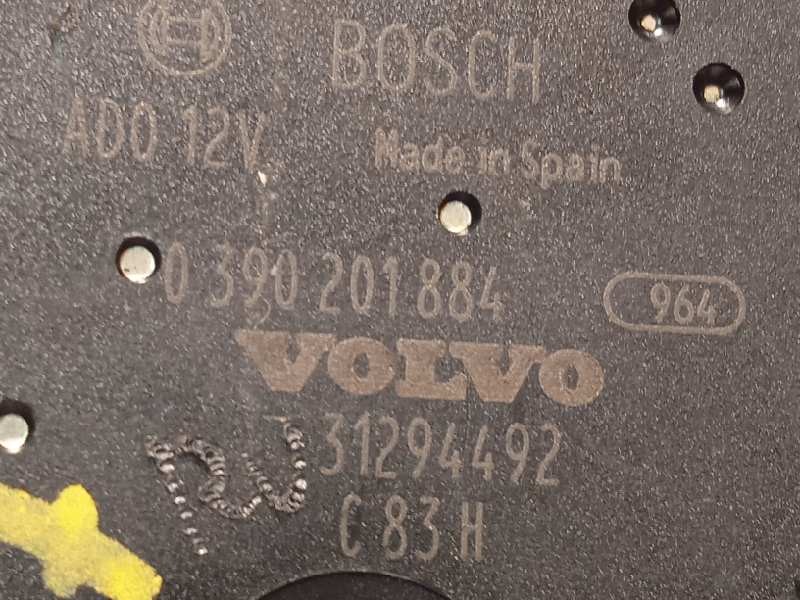 BOSCH
ADO 12V
Made in Spain
0 390 201 884
964
VOLVO
31294492
C 83 H